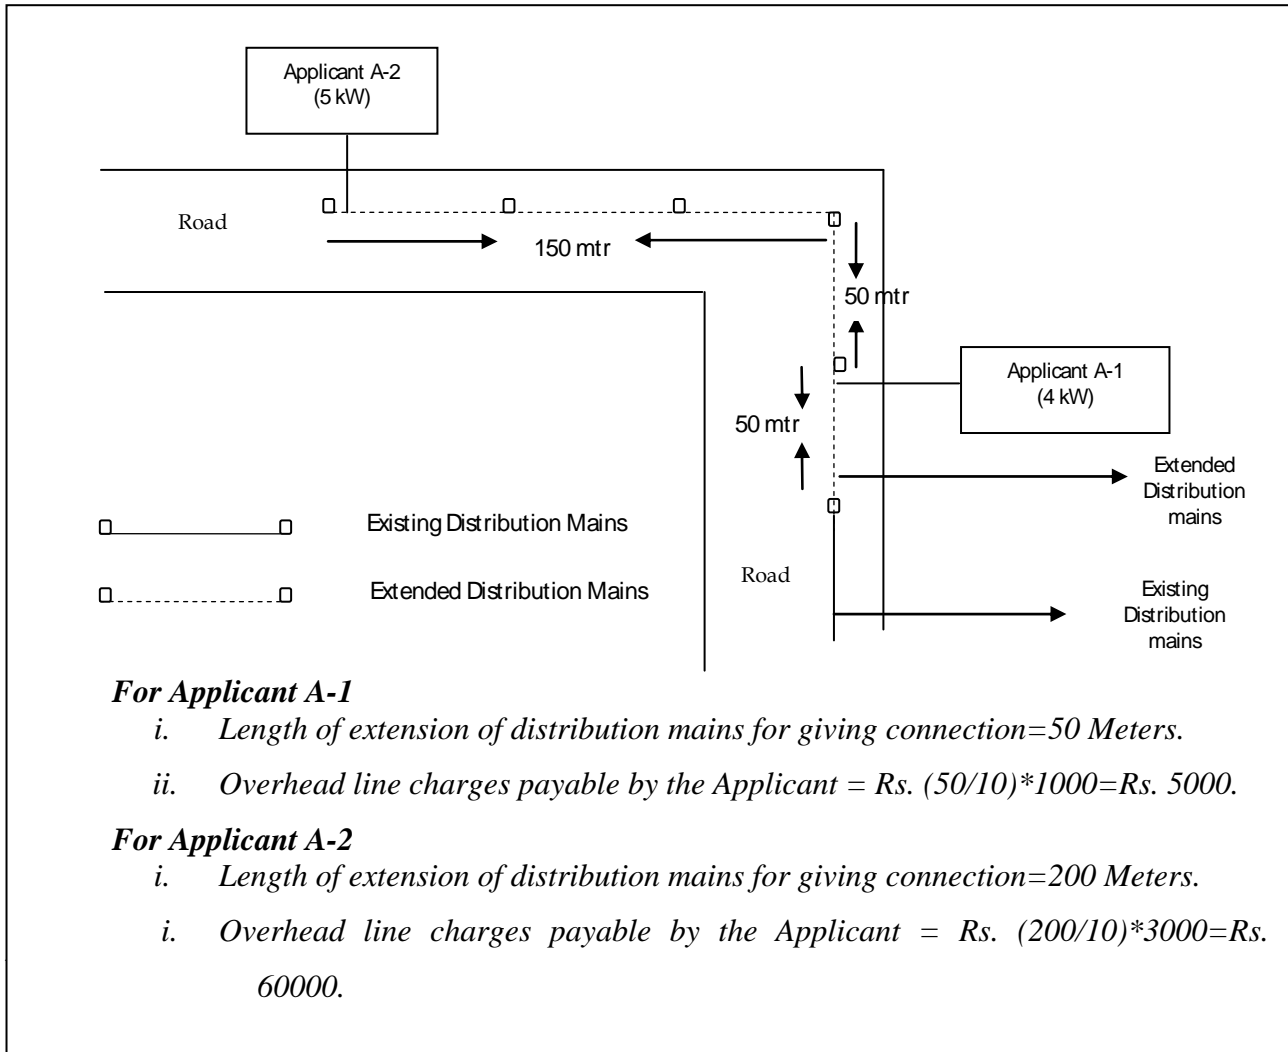 Applicant A-2
(5 kW)
Road
150 mtr
50 mtr
Applicant A-1
(4 kW)
50 mtr
Extended
Distribution
mains
Existing Distribution Mains
Road
Existing
Distribution
mains
Extended Distribution Mains
For Applicant A-1
i. Length of extension of distribution mains for giving connection=50 Meters.
ii. Overhead line charges payable by the Applicant = Rs. (50/10)*1000=Rs. 5000.
For Applicant A-2
i. Length of extension of distribution mains for giving connection=200 Meters.
i. Overhead line charges payable by the Applicant = Rs. (200/10)*3000=Rs.
60000.